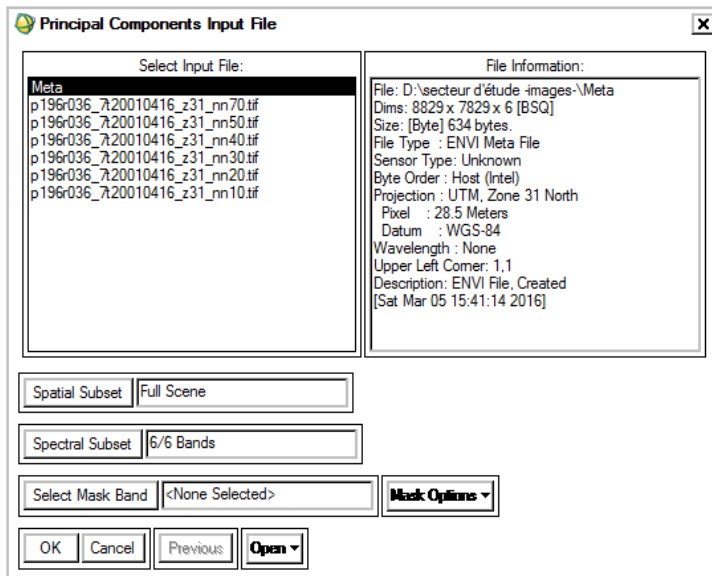 Principal Components Input File
Select Input File:
Meta
p196r036_7t20010416_z31_nn70.tif
p196r036_7t20010416_z31_nn50.tif
p196r036_7t20010416_z31_nn40.tif
p196r036_7t20010416_z31_nn30.tif
p196r036_7t20010416_z31_nn20.tif
p196r036_7t20010416_z31_nn10.tif
File Information:
File: D:\secteur d'étude -images-\Meta
Dims: 8829 x 7829 x 6 [BSQ]
Size: [Byte] 634 bytes.
File Type : ENVI Meta File
Sensor Type: Unknown
Byte Order : Host (Intel)
Projection : UTM, Zone 31 North
Pixel : 28.5 Meters
Datum : WGS-84
Wavelength : None
Upper Left Corner: 1,1
Description: ENVI File, Created
[Sat Mar 05 15:41:14 2016]
Spatial Subset Full Scene
Spectral Subset 6/6 Bands
Select Mask Band <None Selected> Mask Options
OK Cancel Previous Open